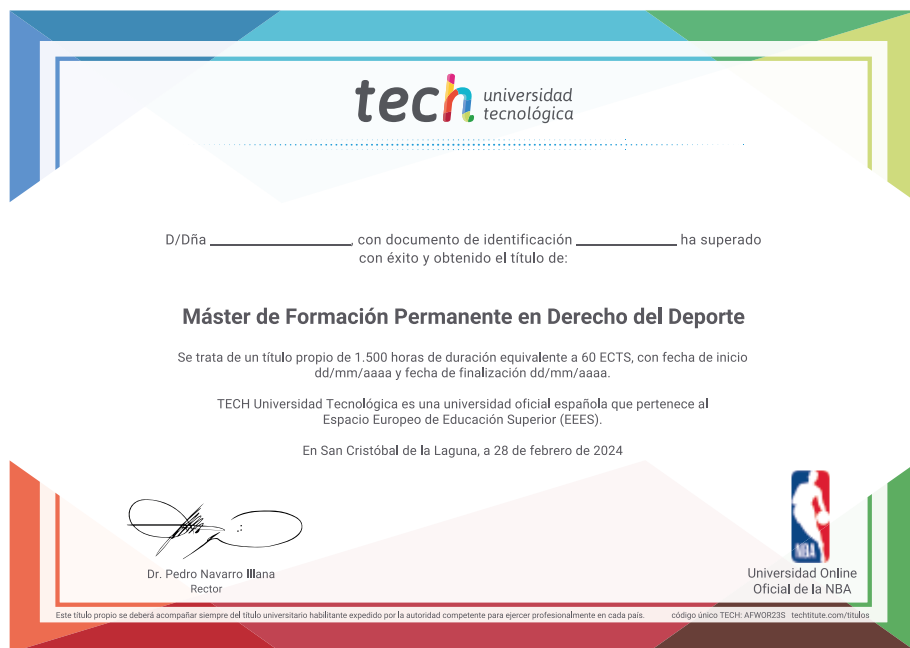 tech universidad
tecnológica
D/Dña ______________, con documento de identificación __________ ha superado
con éxito y obtenido el título de:
Máster de Formación Permanente en Derecho del Deporte
Se trata de un título propio de 1.500 horas de duración equivalente a 60 ECTS, con fecha de inicio
dd/mm/aaaa y fecha de finalización dd/mm/aaaa.
TECH Universidad Tecnológica es una universidad oficial española que pertenece al
Espacio Europeo de Educación Superior (EEES).
En San Cristóbal de la Laguna, a 28 de febrero de 2024
Dr. Pedro Navarro Illana
Rector
NBA
Universidad Online
Oficial de la NBA
Este título propio se deberá acompañar siempre del título universitario habilitante expedido por la autoridad competente para ejercer profesionalmente en cada país. código único TECH: AFWOR23S techtitute.com/titulos